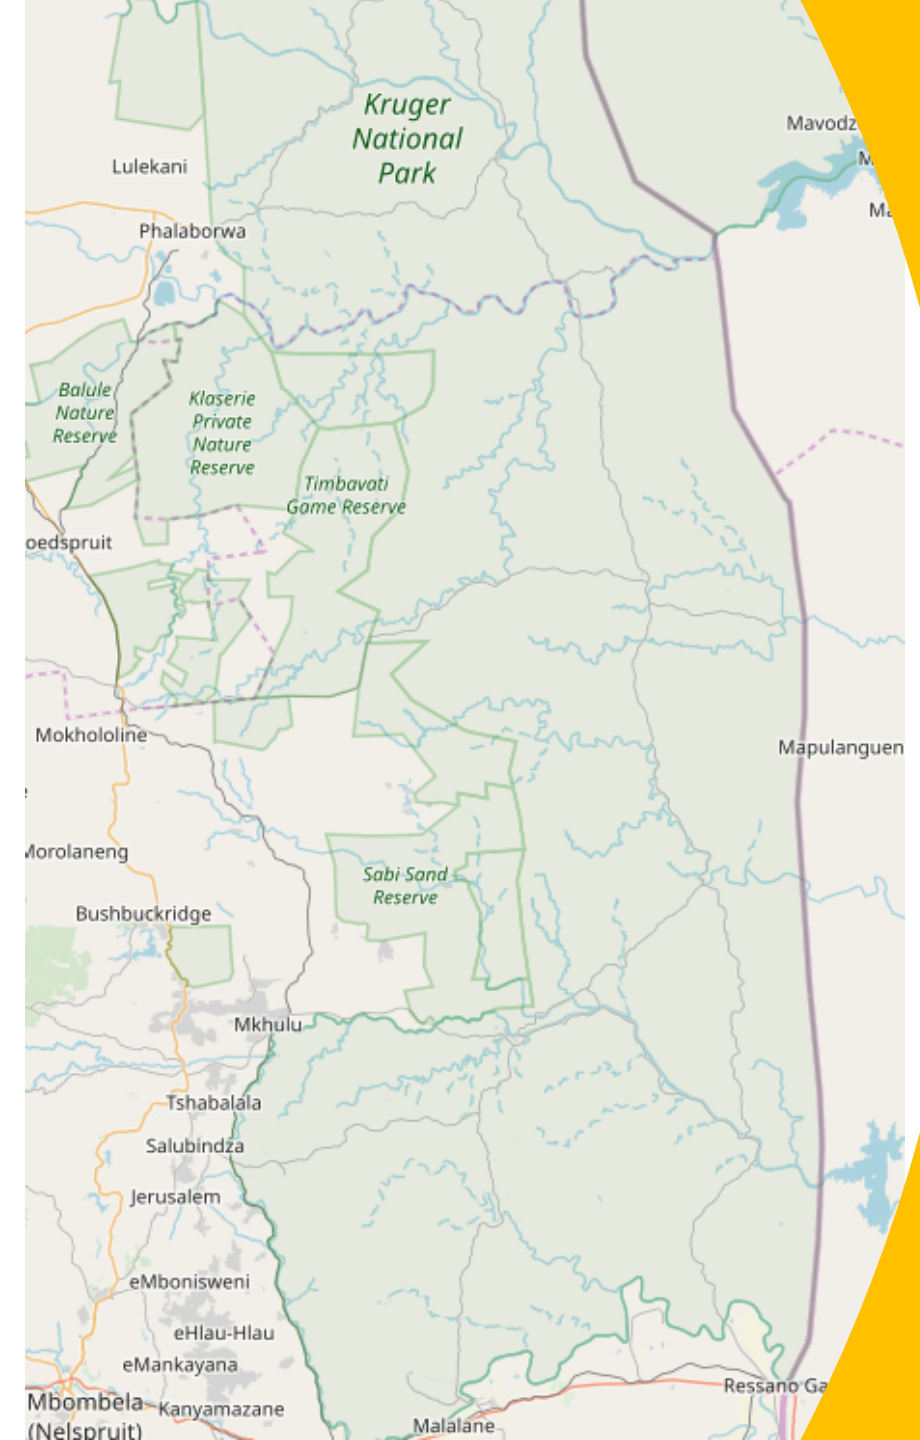 Kruger
National
Park
Mavodz
M
Ma
Lulekani
Phalaborwa
Balule
Nature
Reserve
Klaserie
Private
Nature
Reserve
Timbavati
Game Reserve
oedspruit
Mokhololine
Mapulanguen
Morolaneng
Sabi Sand
Reserve
Bushbuckridge
Mkhulu
Tshabalala
Salubindza
Jerusalem
eMbonisweni
eHlau-Hlau
eMankayana
Ressano Ga
Mbombela
(Nelspruit)
Kanyamazane
Malalane